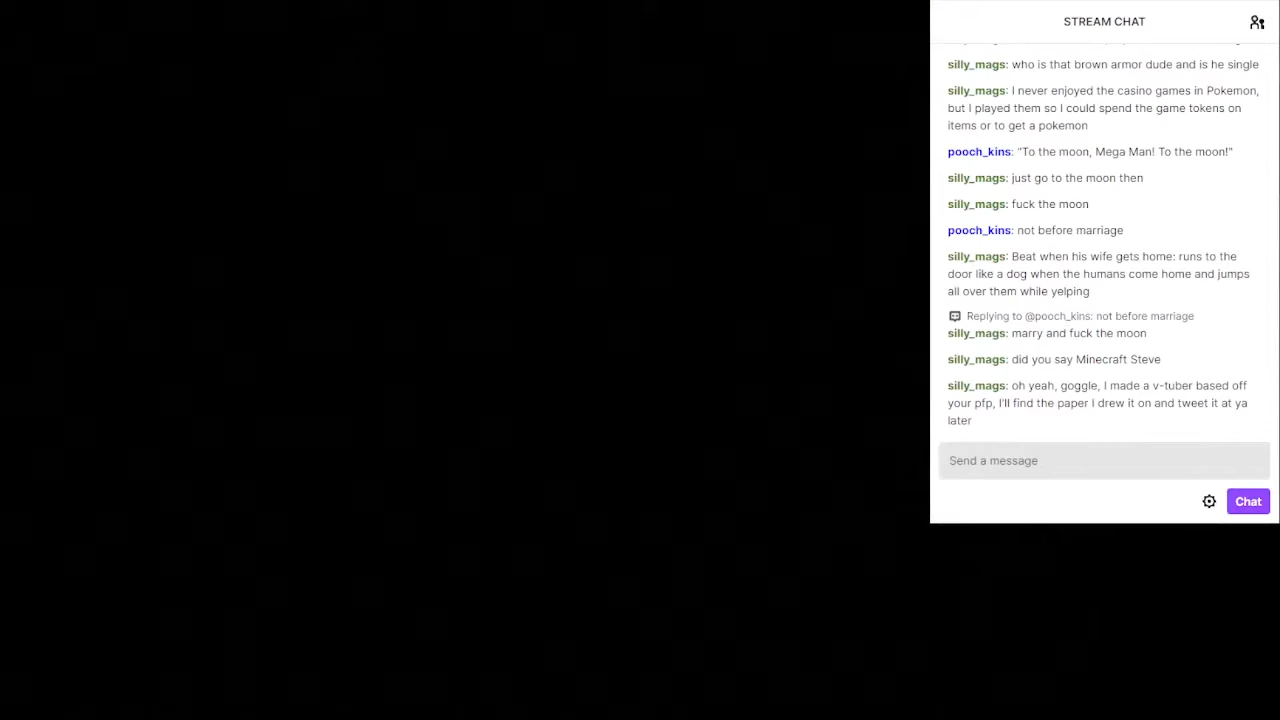 STREAM CHAT
silly_mags: who is that brown armor dude and is he single
silly_mags: I never enjoyed the casino games in Pokemon,
but I played them so I could spend the game tokens on
items or to get a pokemon
pooch_kins: "To the moon, Mega Man! To the moon!"
silly_mags: just go to the moon then
silly_mags: fuck the moon
pooch_kins: not before marriage
silly_mags: Beat when his wife gets home: runs to the
door like a dog when the humans come home and jumps
all over them while yelping
Replying to @pooch_kins: not before marriage
silly_mags: marry and fuck the moon
silly_mags: did you say Minecraft Steve
silly_mags: oh yeah, goggle, I made a v-tuber based off
your pfp, I'll find the paper I drew it on and tweet it at ya
later
Send a message
Chat